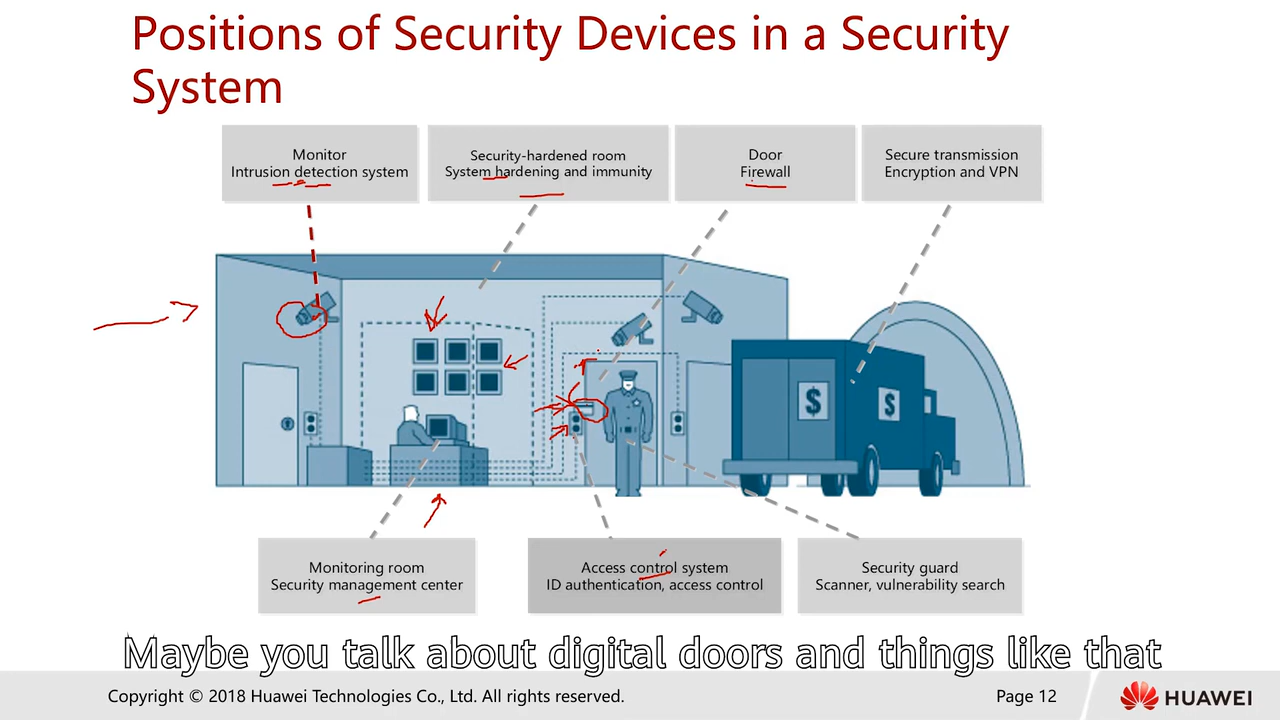 Positions of Security Devices in a Security
System
Monitor
Intrusion detection system
Security-hardened room
System hardening and immunity
Door
Firewall
Secure transmission
Encryption and VPN
$
$
Monitoring room
Security management center
Access control system
ID authentication, access control
Security guard
Scanner, vulnerability search
Maybe you talk about digital doors and things like that
Copyright © 2018 Huawei Technologies Co., Ltd. All rights reserved.
Page 12
HUAWEI